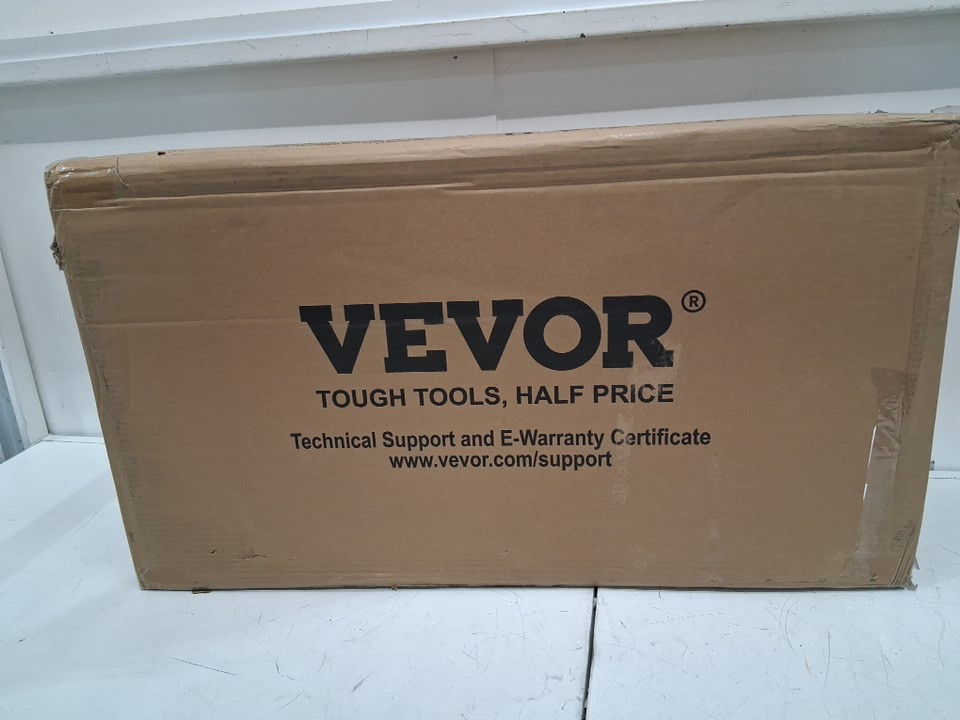 VEVOR®
TOUGH TOOLS, HALF PRICE
Technical Support and E-Warranty Certificate
www.vevor.com/support